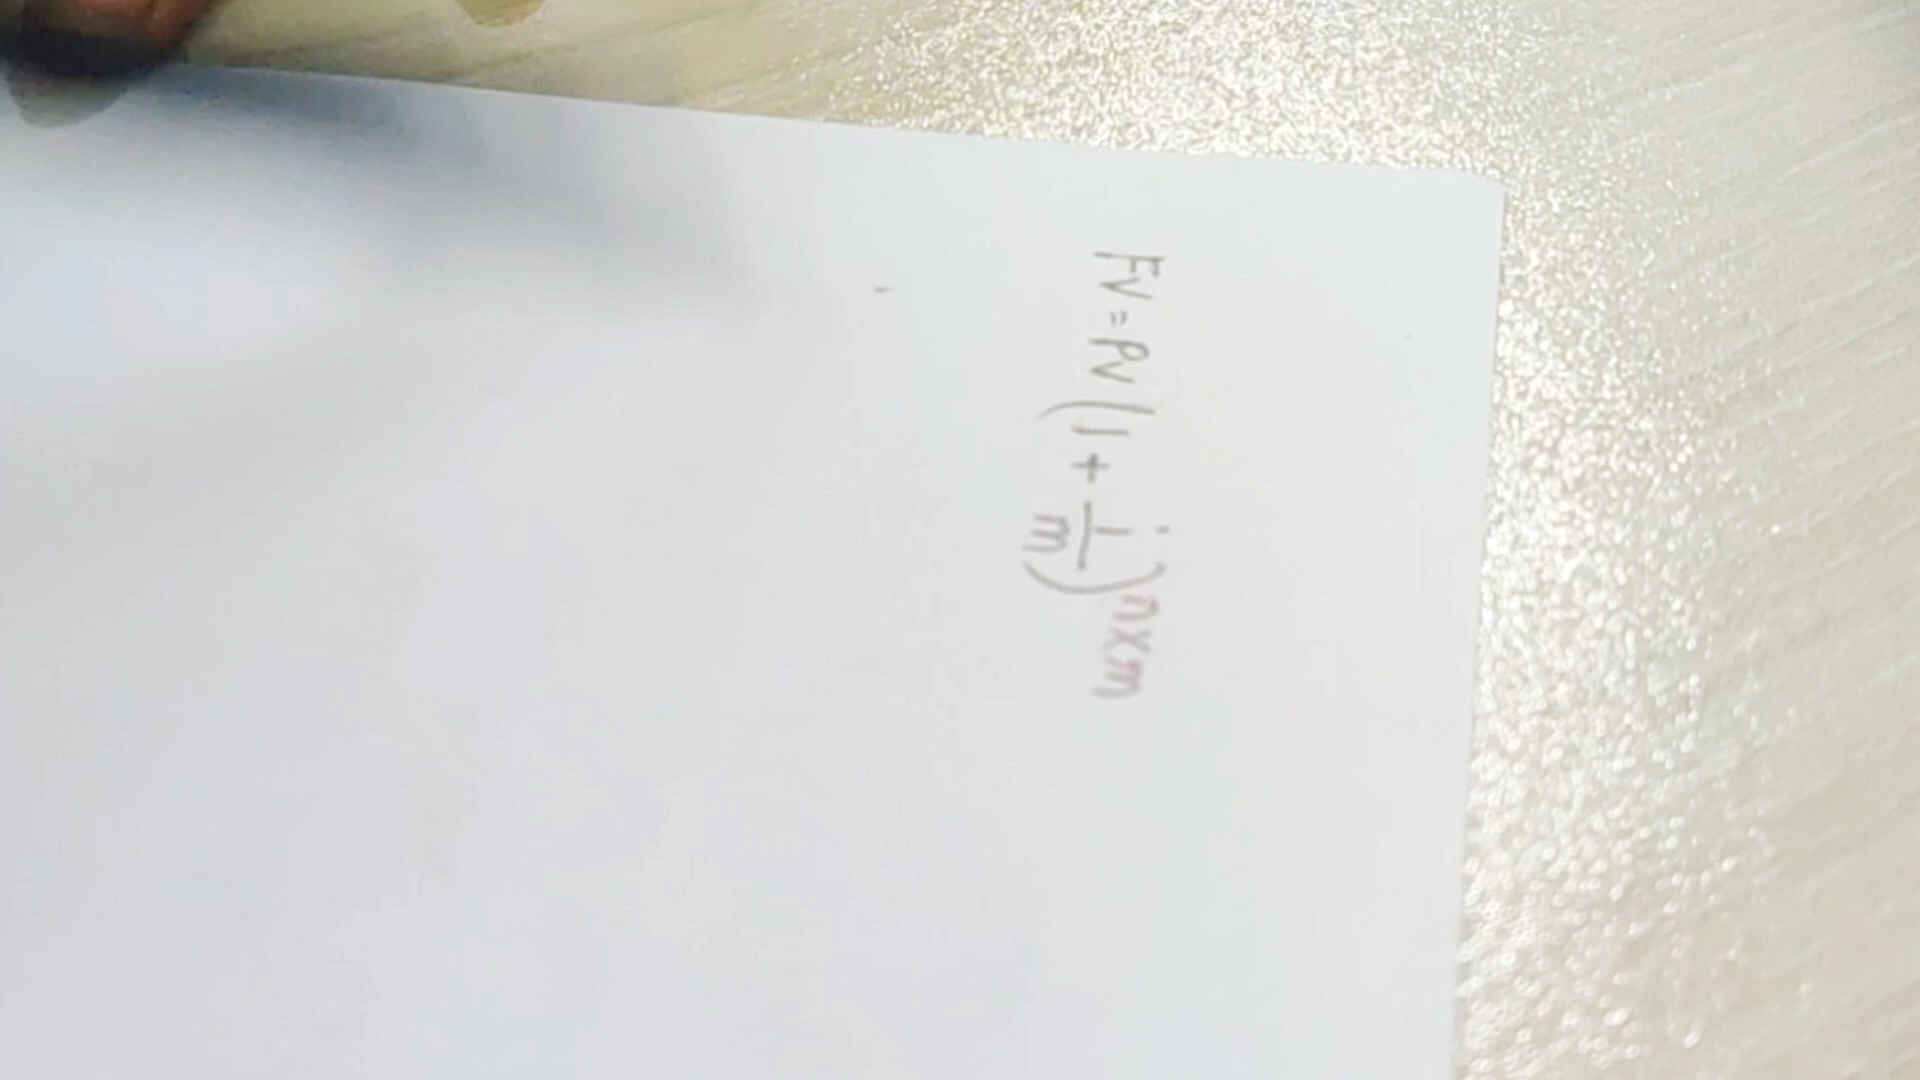 FV = PV (1 + i/m)^n×m